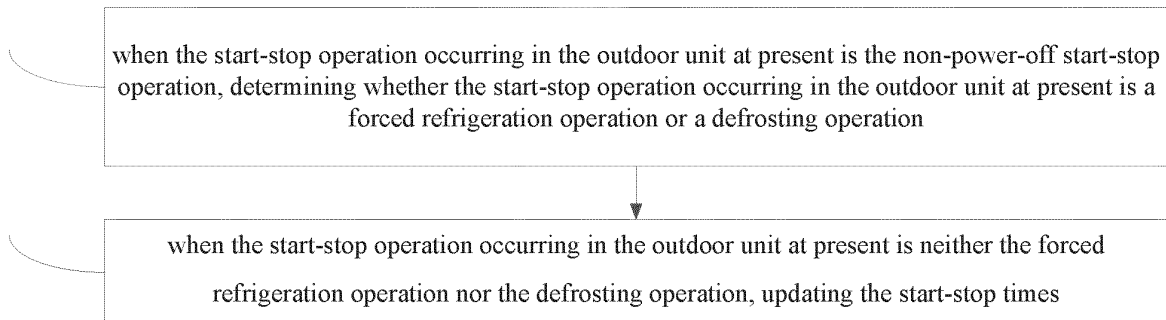 when the start-stop operation occurring in the outdoor unit at present is the non-power-off start-stop
operation, determining whether the start-stop operation occurring in the outdoor unit at present is a
forced refrigeration operation or a defrosting operation
when the start-stop operation occurring in the outdoor unit at present is neither the forced
refrigeration operation nor the defrosting operation, updating the start-stop times